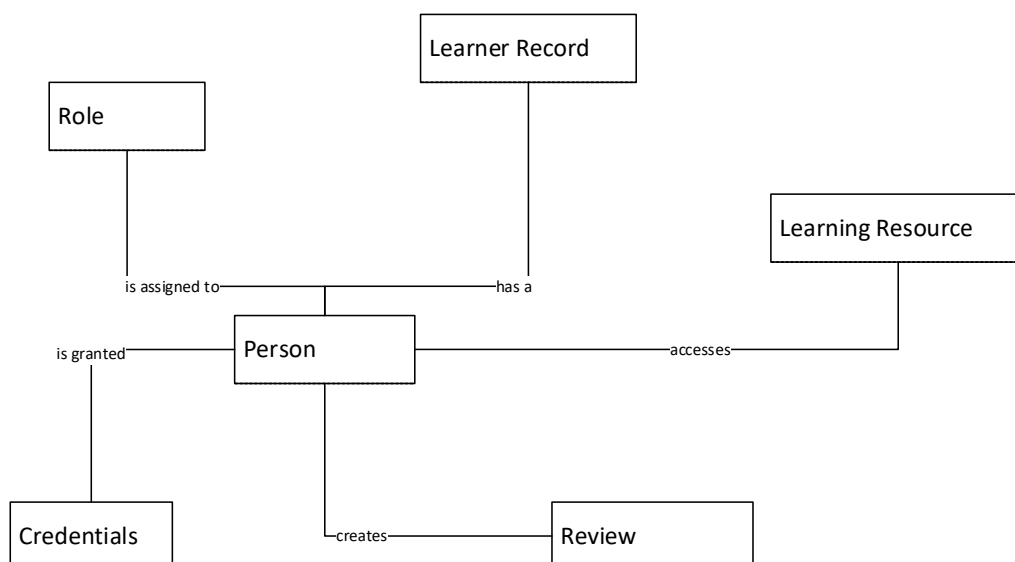 Learner Record
Role
Learning Resource
is assigned to
has a
Person
is granted
accesses
Credentials
creates
Review